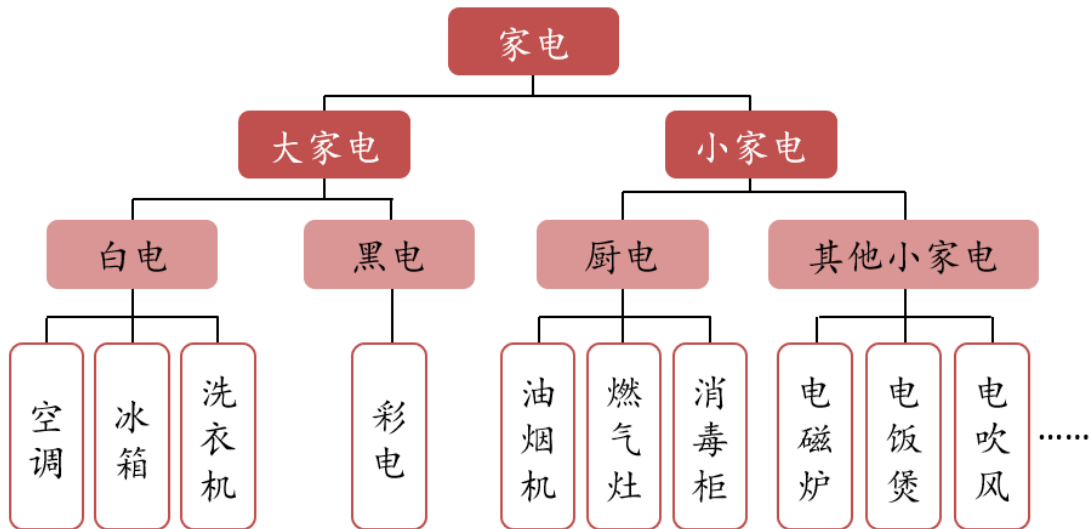 家电
大家电
小家电
白电
黑电
厨电
其他小家电
空调
冰箱
洗衣机
彩电
油烟机
燃气灶
消毒柜
电磁炉
电饭煲
电吹风
……